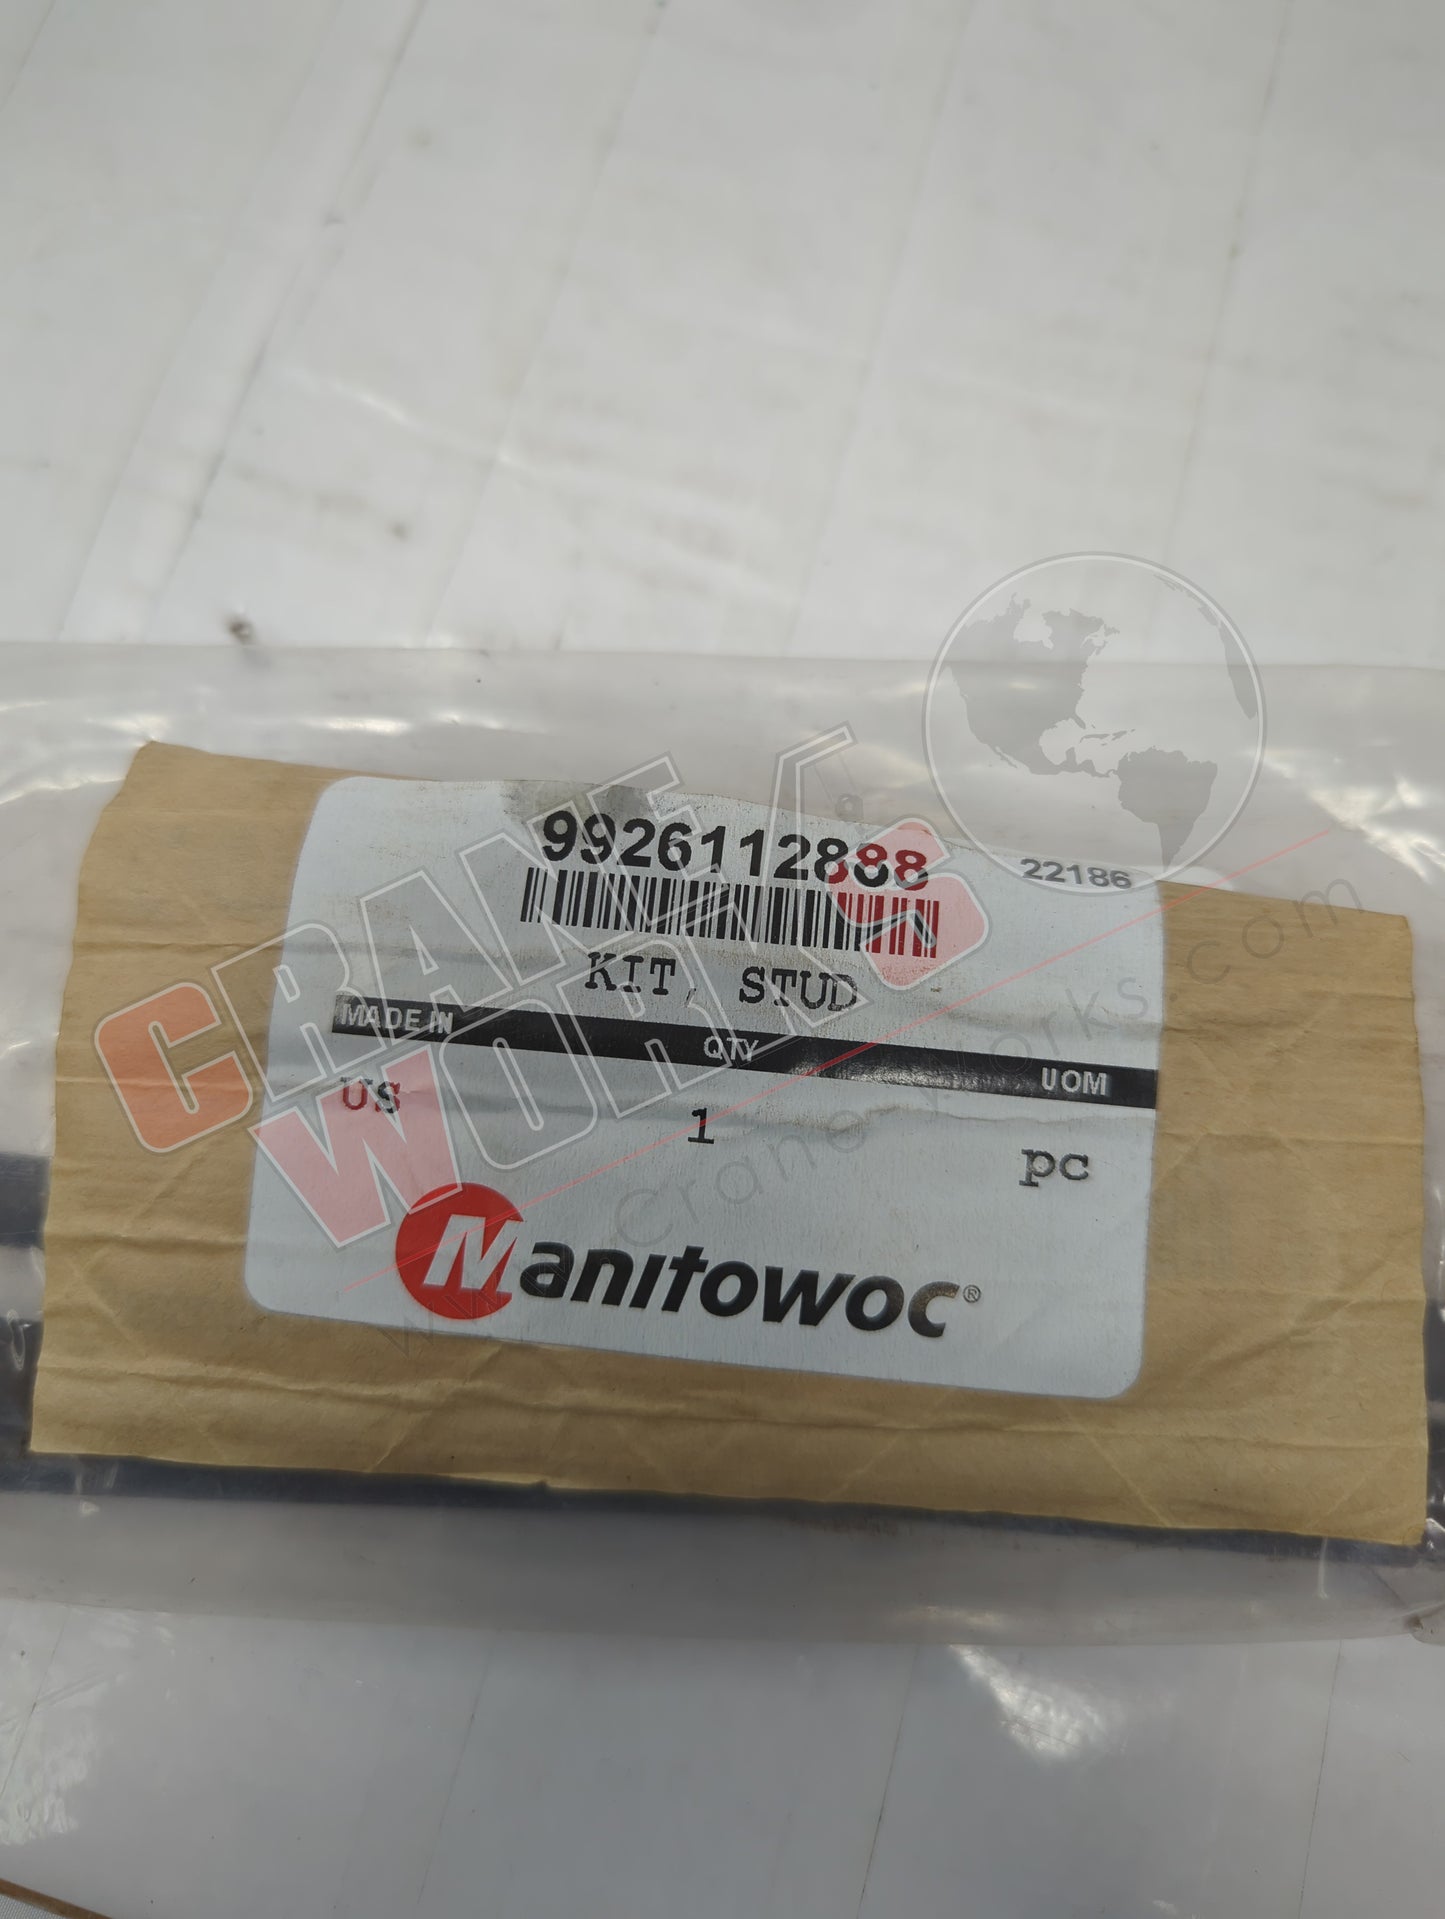 9926112888
22186
KIT, STUD
MADE IN QTY UOM
US 1 pc
Manitowoc®
CRANE WORKS
www.CraneWorks.com